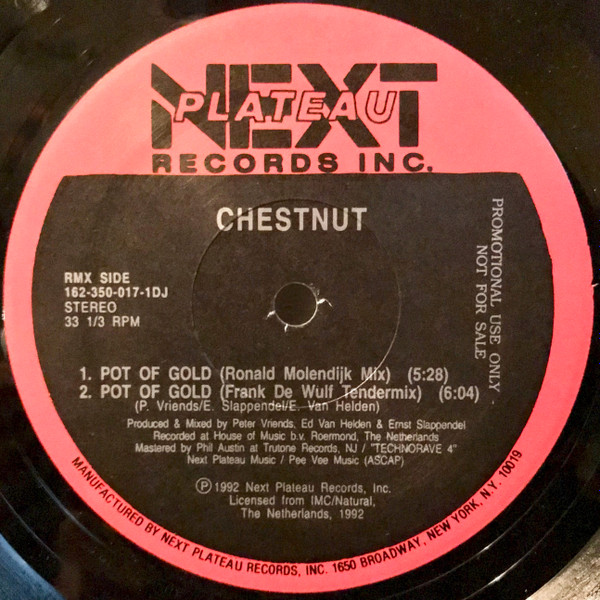 NEXT
PLATEAU
RECORDS INC.
CHESTNUT
RMX SIDE
162-350-017-1DJ
STEREO
33 1/3 RPM
PROMOTIONAL USE ONLY -
NOT FOR SALE
1. POT OF GOLD (Ronald Molendijk Mix) (5:28)
2. POT OF GOLD (Frank De Wulf Tendermix) (6:04)
(P. Vriends/E. Slappendel/E. Van Helden)
Produced & Mixed by Peter Vriends, Ed Van Helden & Ernst Slappendel
Recorded at House of Music b.v. Roermond, The Netherlands
Mastered by Phil Austin at Trutone Records, NJ / "TECHNORAVE 4"
Next Plateau Music / Pee Vee Music (ASCAP)
Ⓟ 1992 Next Plateau Records, Inc.
Licensed from IMC/Natural,
The Netherlands, 1992
MANUFACTURED BY NEXT PLATEAU RECORDS, INC. 1650 BROADWAY, NEW YORK, N.Y. 10019